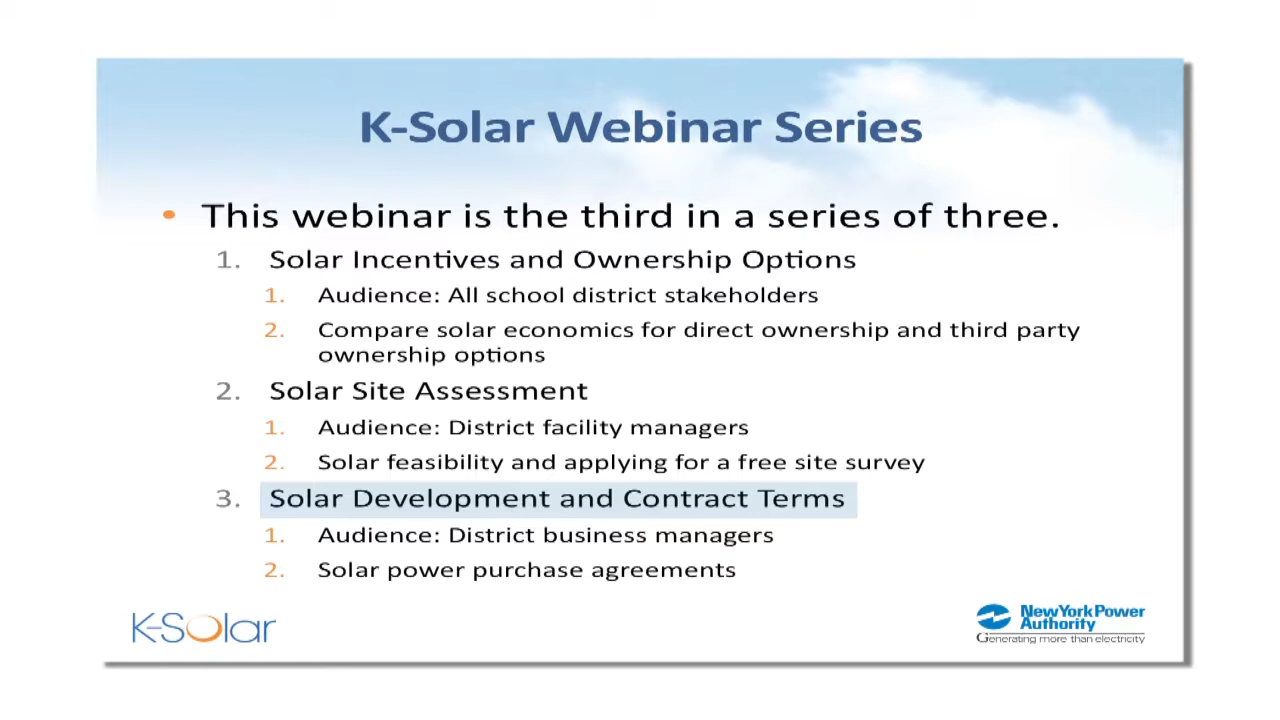 K-Solar Webinar Series
• This webinar is the third in a series of three.
1. Solar Incentives and Ownership Options
1. Audience: All school district stakeholders
2. Compare solar economics for direct ownership and third party
ownership options
2. Solar Site Assessment
1. Audience: District facility managers
2. Solar feasibility and applying for a free site survey
3. Solar Development and Contract Terms
1. Audience: District business managers
2. Solar power purchase agreements
K-Solar
NewYorkPower
Authority
Generating more than electricity